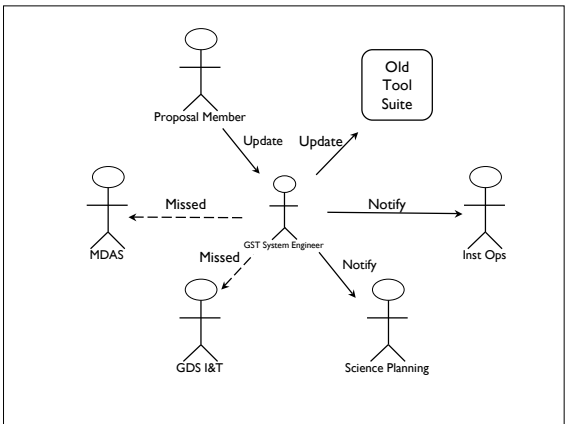 Old
Tool
Suite
Proposal Member
Update
Update
Missed
Notify
MDAS
GST System Engineer
Inst Ops
Missed
Notify
GDS I&T
Science Planning